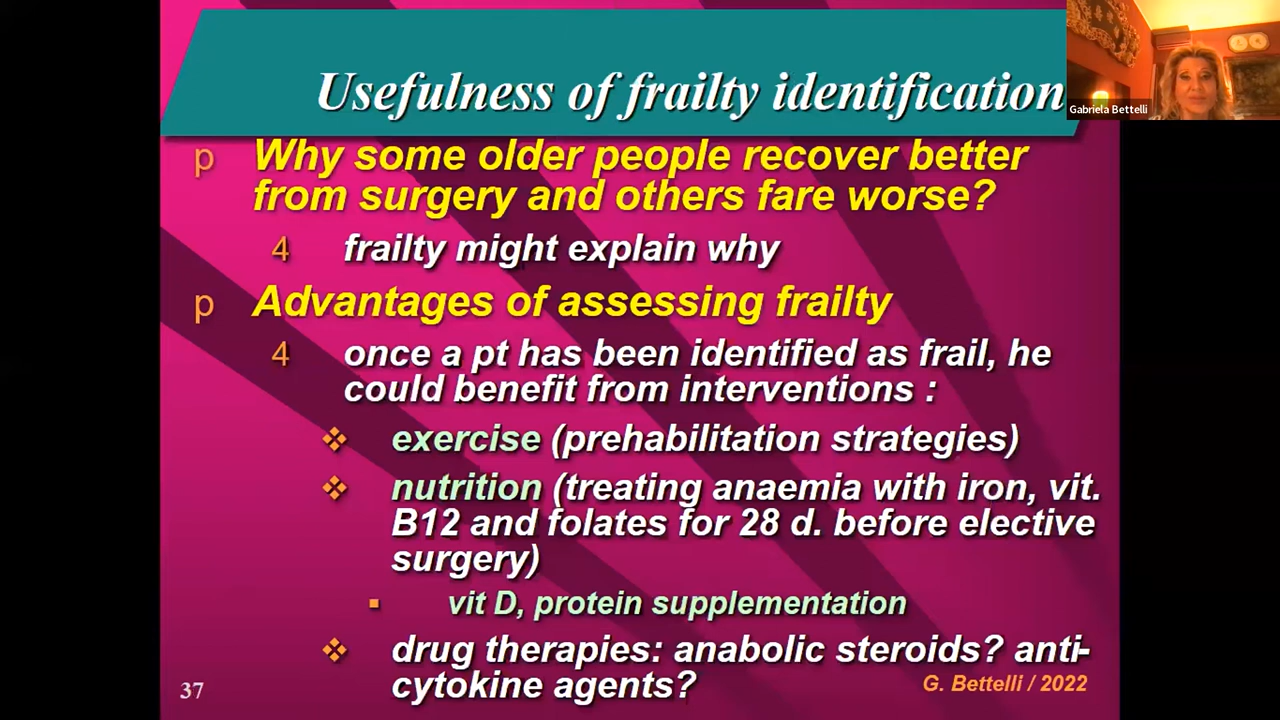 Usefulness of frailty identification
Gabriela Bettelli
p Why some older people recover better
from surgery and others fare worse?
4 frailty might explain why
p Advantages of assessing frailty
4 once a pt has been identified as frail, he
could benefit from interventions :
❖ exercise (prehabilitation strategies)
❖ nutrition (treating anaemia with iron, vit.
B12 and folates for 28 d. before elective
surgery)
▪ vit D, protein supplementation
❖ drug therapies: anabolic steroids? anti-
cytokine agents?
37
G. Bettelli / 2022